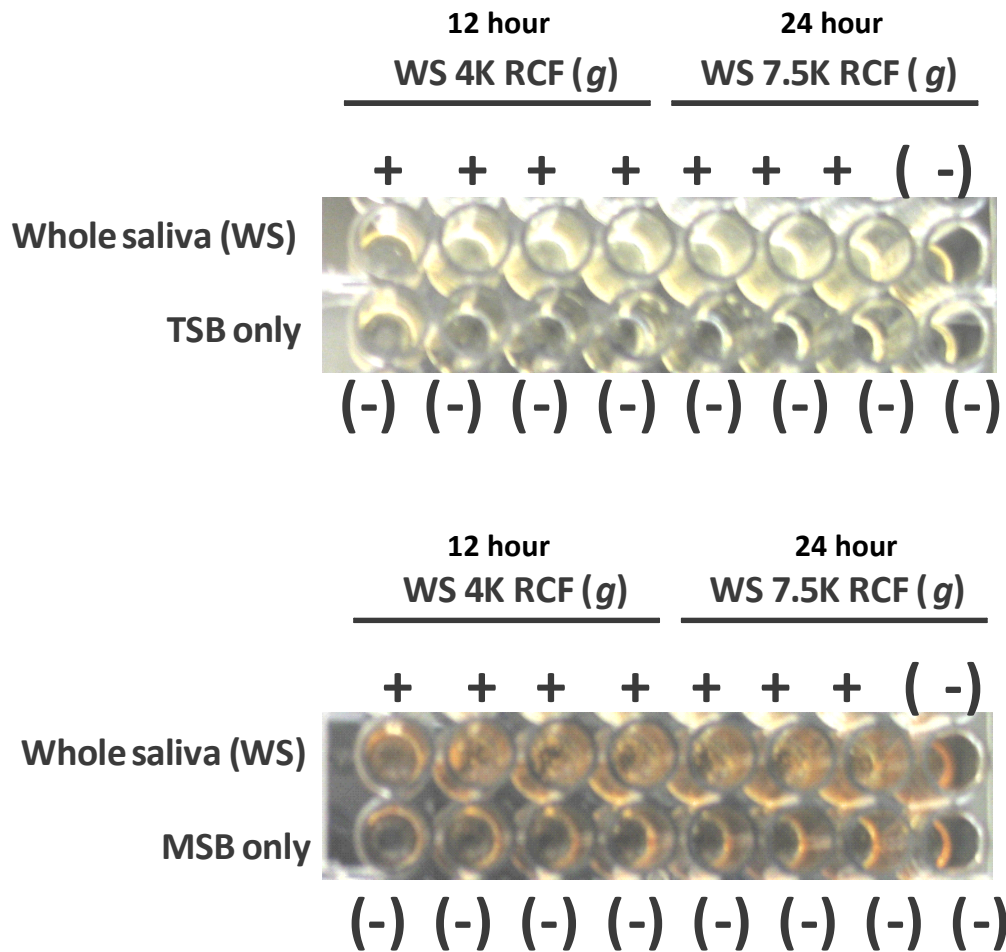 12 hour 24 hour
WS 4K RCF (g) WS 7.5K RCF ( g)
+ + + + + + + ( -)
Whole saliva (WS)
TSB only
(-) (-) (-) (-) (-) (-) (-) (-)
12 hour 24 hour
WS 4K RCF (g) WS 7.5K RCF (g)
+ + + + + + + ( -)
Whole saliva (WS)
MSB only
(-) (-) (-) (-) (-) (-) (-) (-)